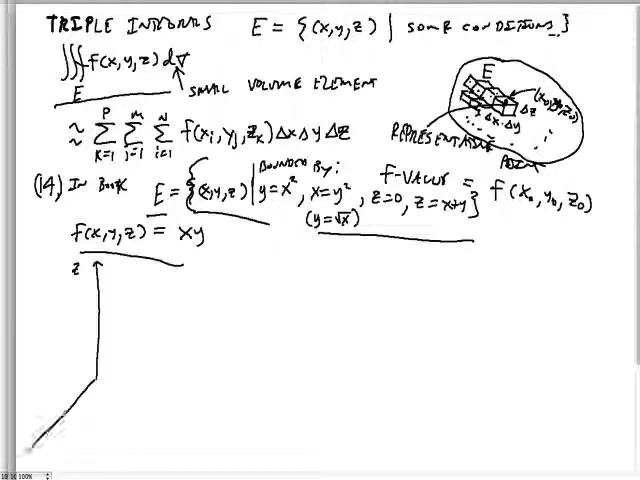 TRIPLE INTEGRALS E = {(x,y,z) | SOME CONDITIONS...}
∭ f(x,y,z) dV
E
SMALL VOLUME ELEMENT
E
(x₀,y₀,z₀)
Δz
Δx Δy
REPRESENTATIVE
POINT
≈ Σ Σ Σ f(xᵢ, yⱼ, zₖ) Δx Δy Δz
P M N
K=1 j=1 i=1
F-VALUE = f(x₀, y₀, z₀)
(14) IN BOOK E = {(x,y,z) | BOUNDED BY: y=x², x=y², z=0, z=x+y}
(y=√x)
f(x,y,z) = xy
z
10 100%